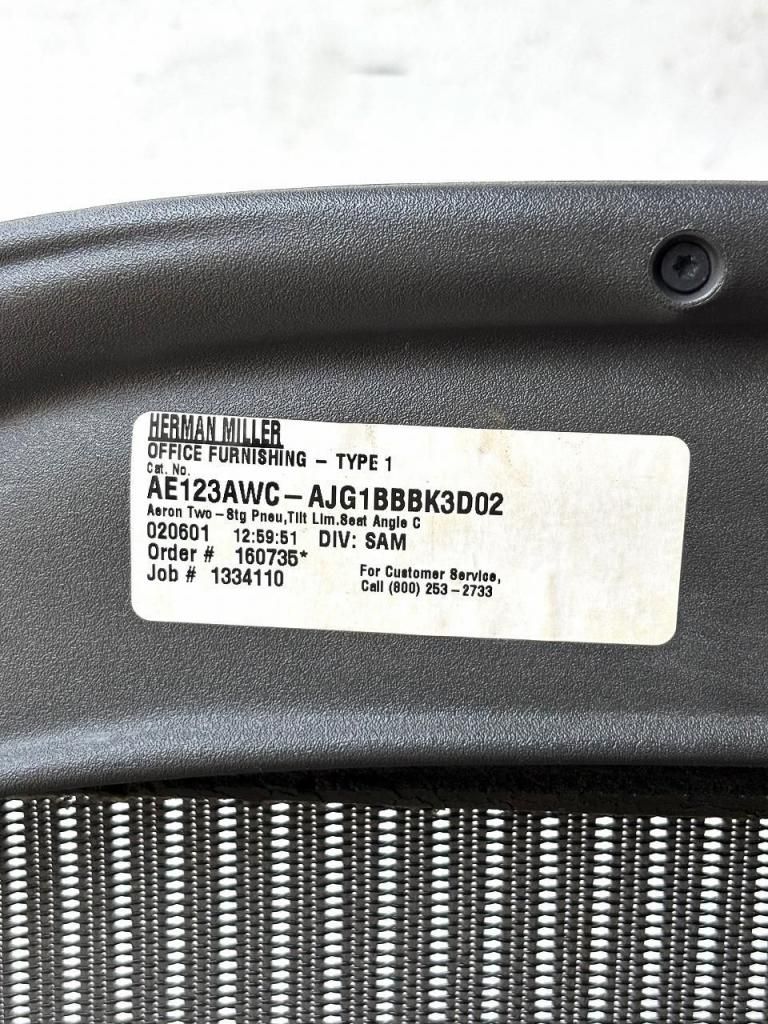 HERMAN MILLER
OFFICE FURNISHING - TYPE 1
Cat. No.
AE123AWC-AJG1BBBK3D02
Aeron Two-Stg Pneu,Tilt Lim.Seat Angle C
020601 12:59:51 DIV: SAM
Order # 160735*
Job # 1334110
For Customer Service,
Call (800) 253-2733